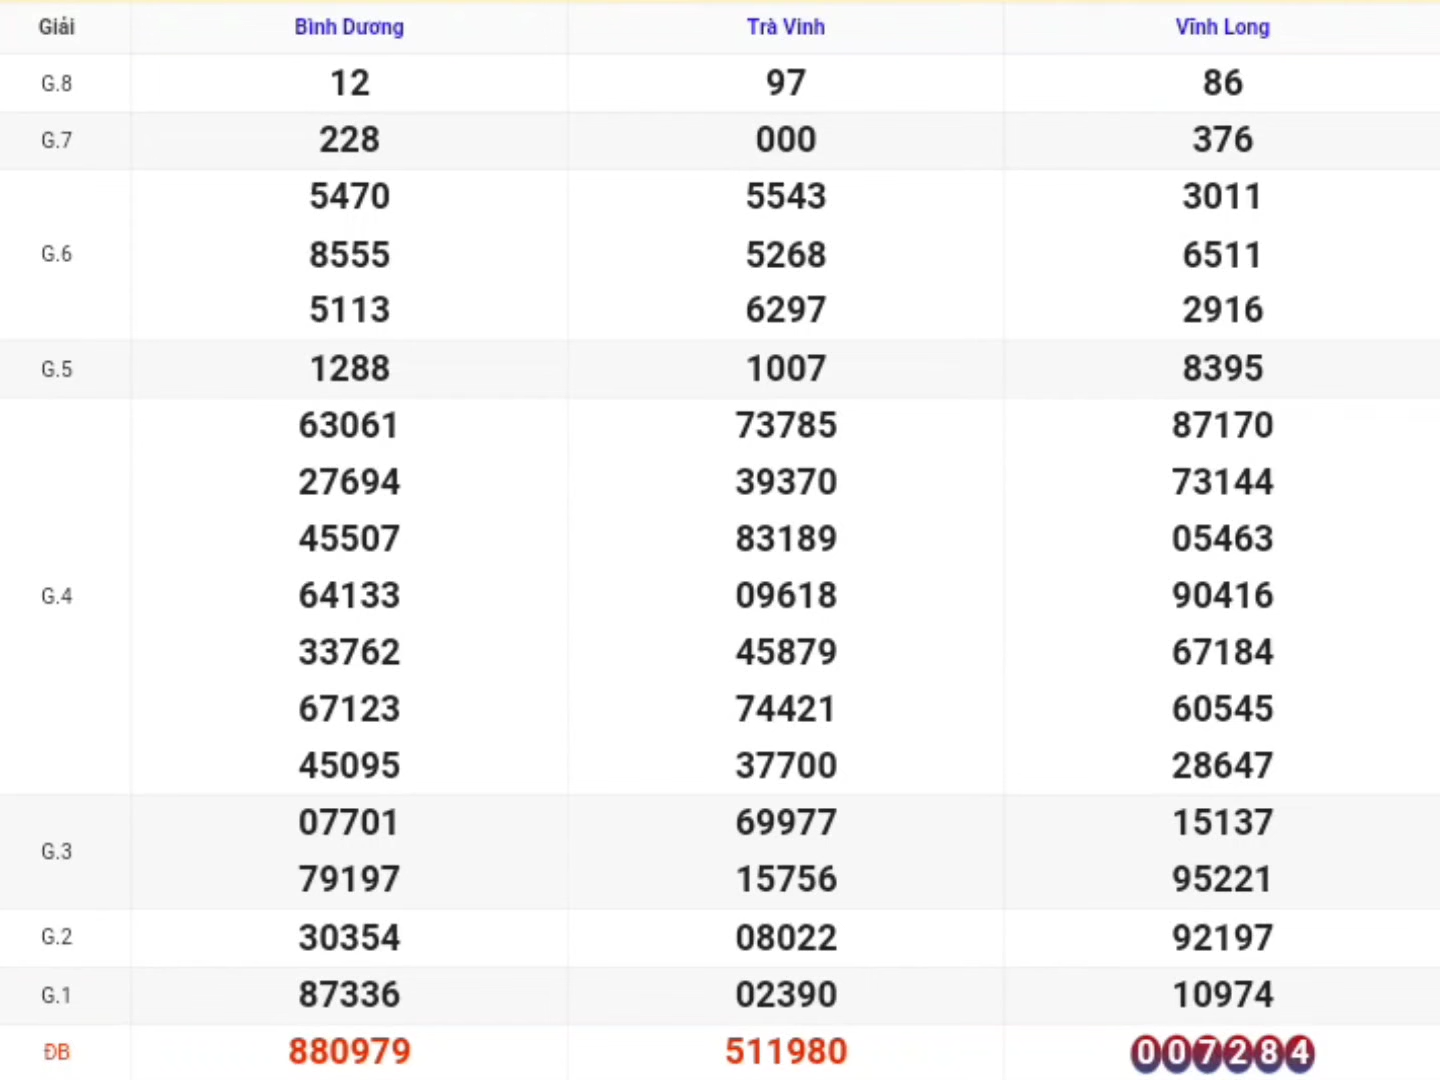 Giải Bình Dương Trà Vinh Vĩnh Long
G.8 12 97 86
G.7 228 000 376
5470 5543 3011
G.6 8555 5268 6511
5113 6297 2916
G.5 1288 1007 8395
63061 73785 87170
27694 39370 73144
45507 83189 05463
G.4 64133 09618 90416
33762 45879 67184
67123 74421 60545
45095 37700 28647
07701 69977 15137
G.3
79197 15756 95221
G.2 30354 08022 92197
G.1 87336 02390 10974
ĐB 880979 511980 007284